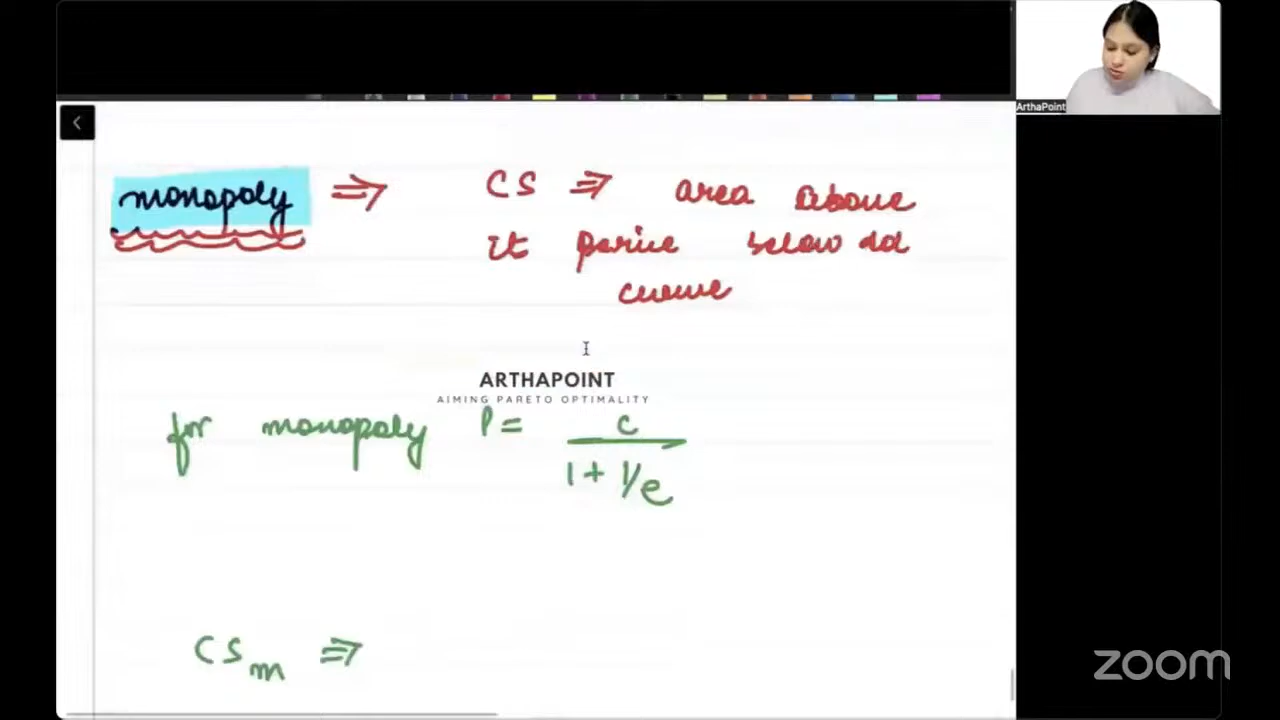 monopoly ⇒ CS ⇒ area above
it price below dd
curve
ARTHAPOINT
AIMING PARETO OPTIMALITY
for monopoly P = c / 1 + 1/e
CSm ⇒
ArthaPoint
zoom